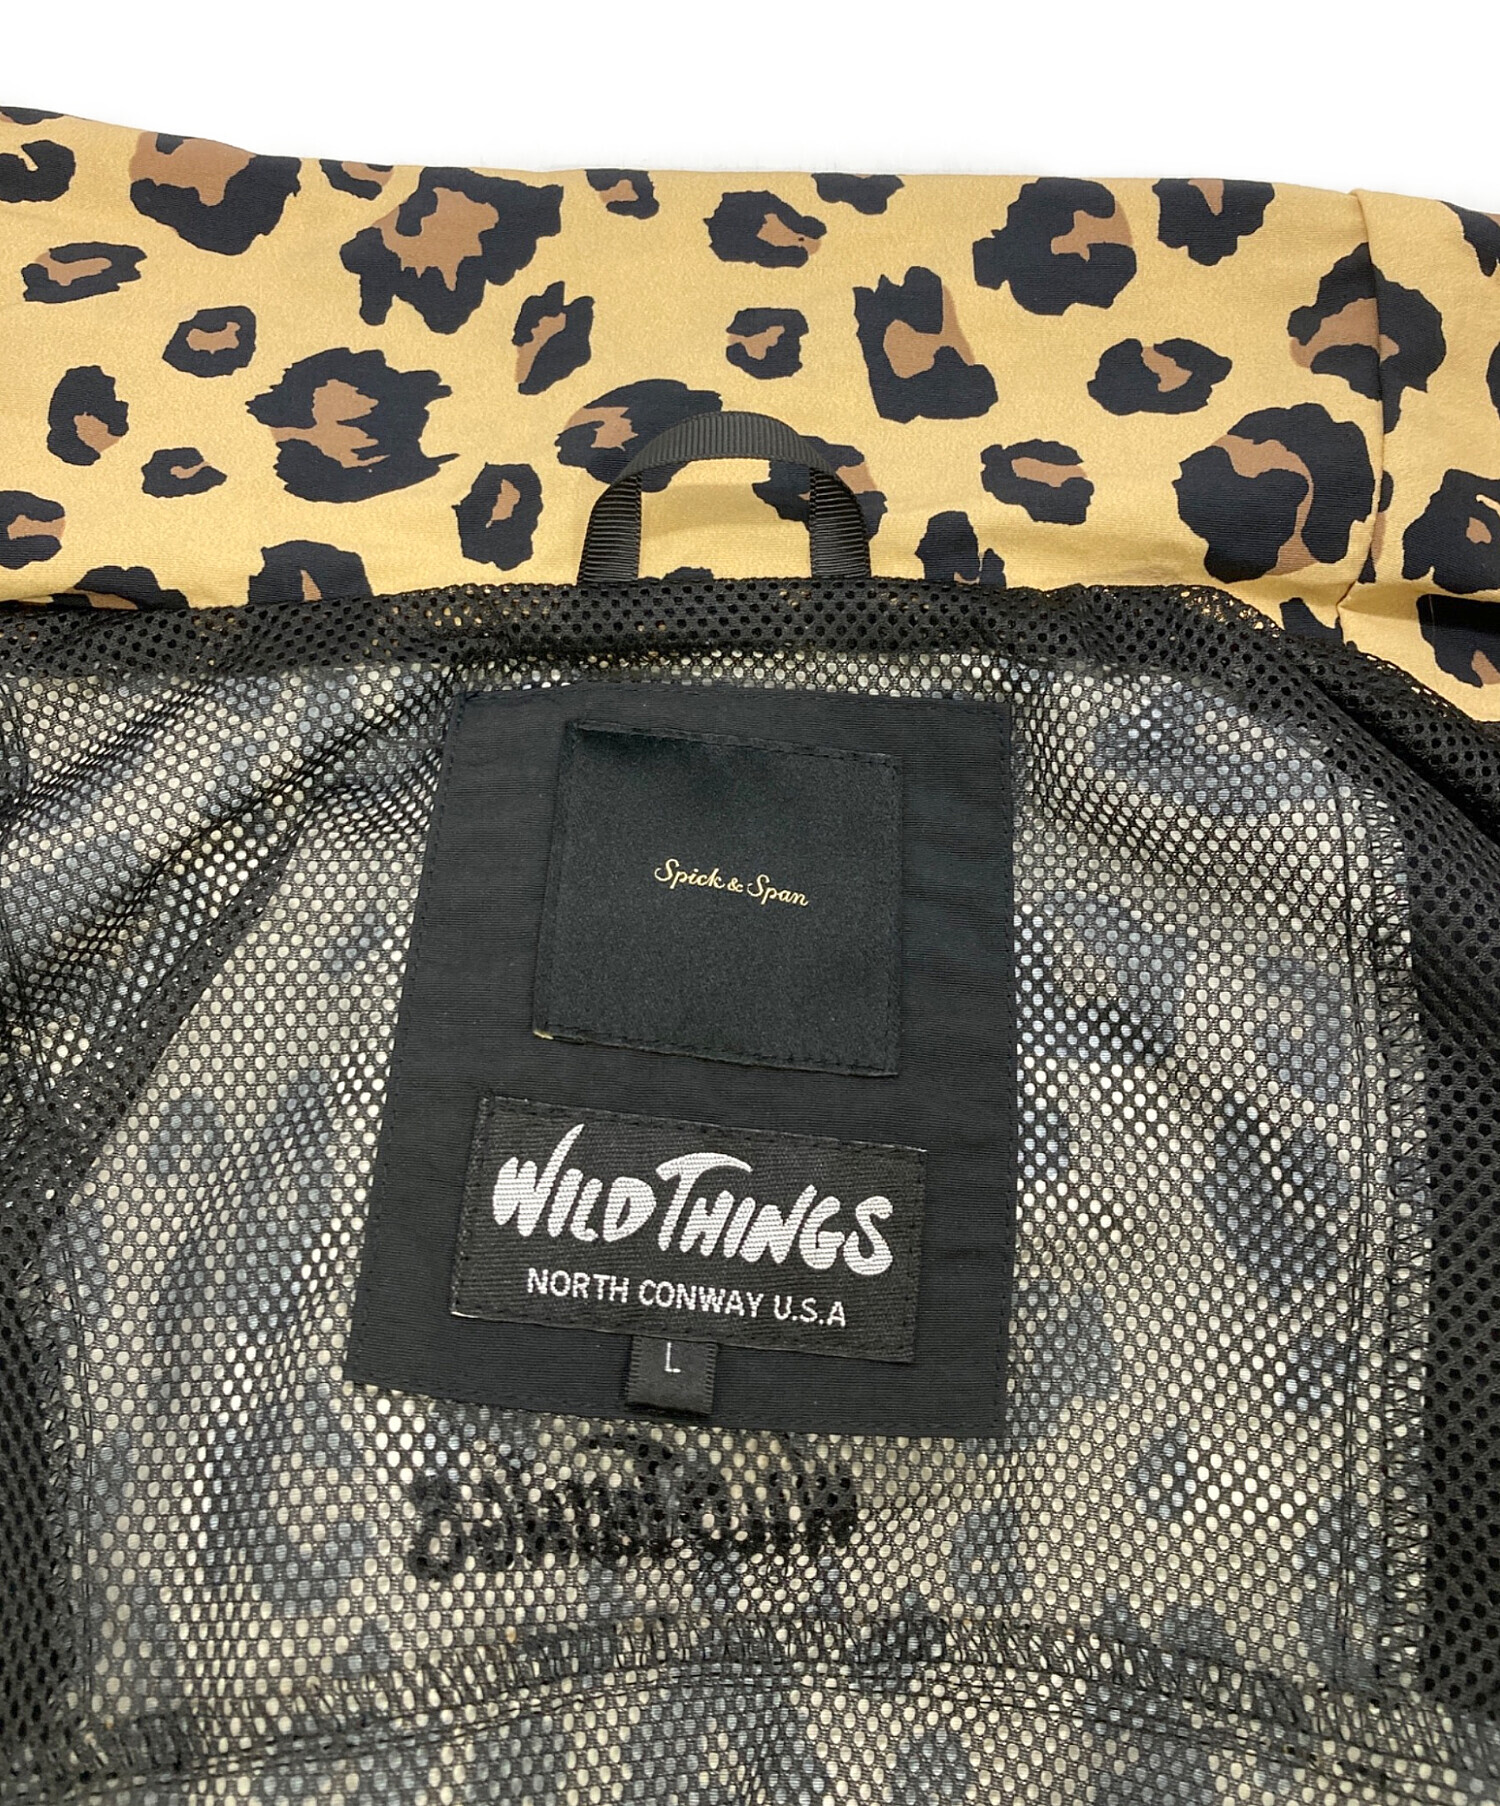 Spick & Span
WILD THINGS
NORTH CONWAY U.S.A
L